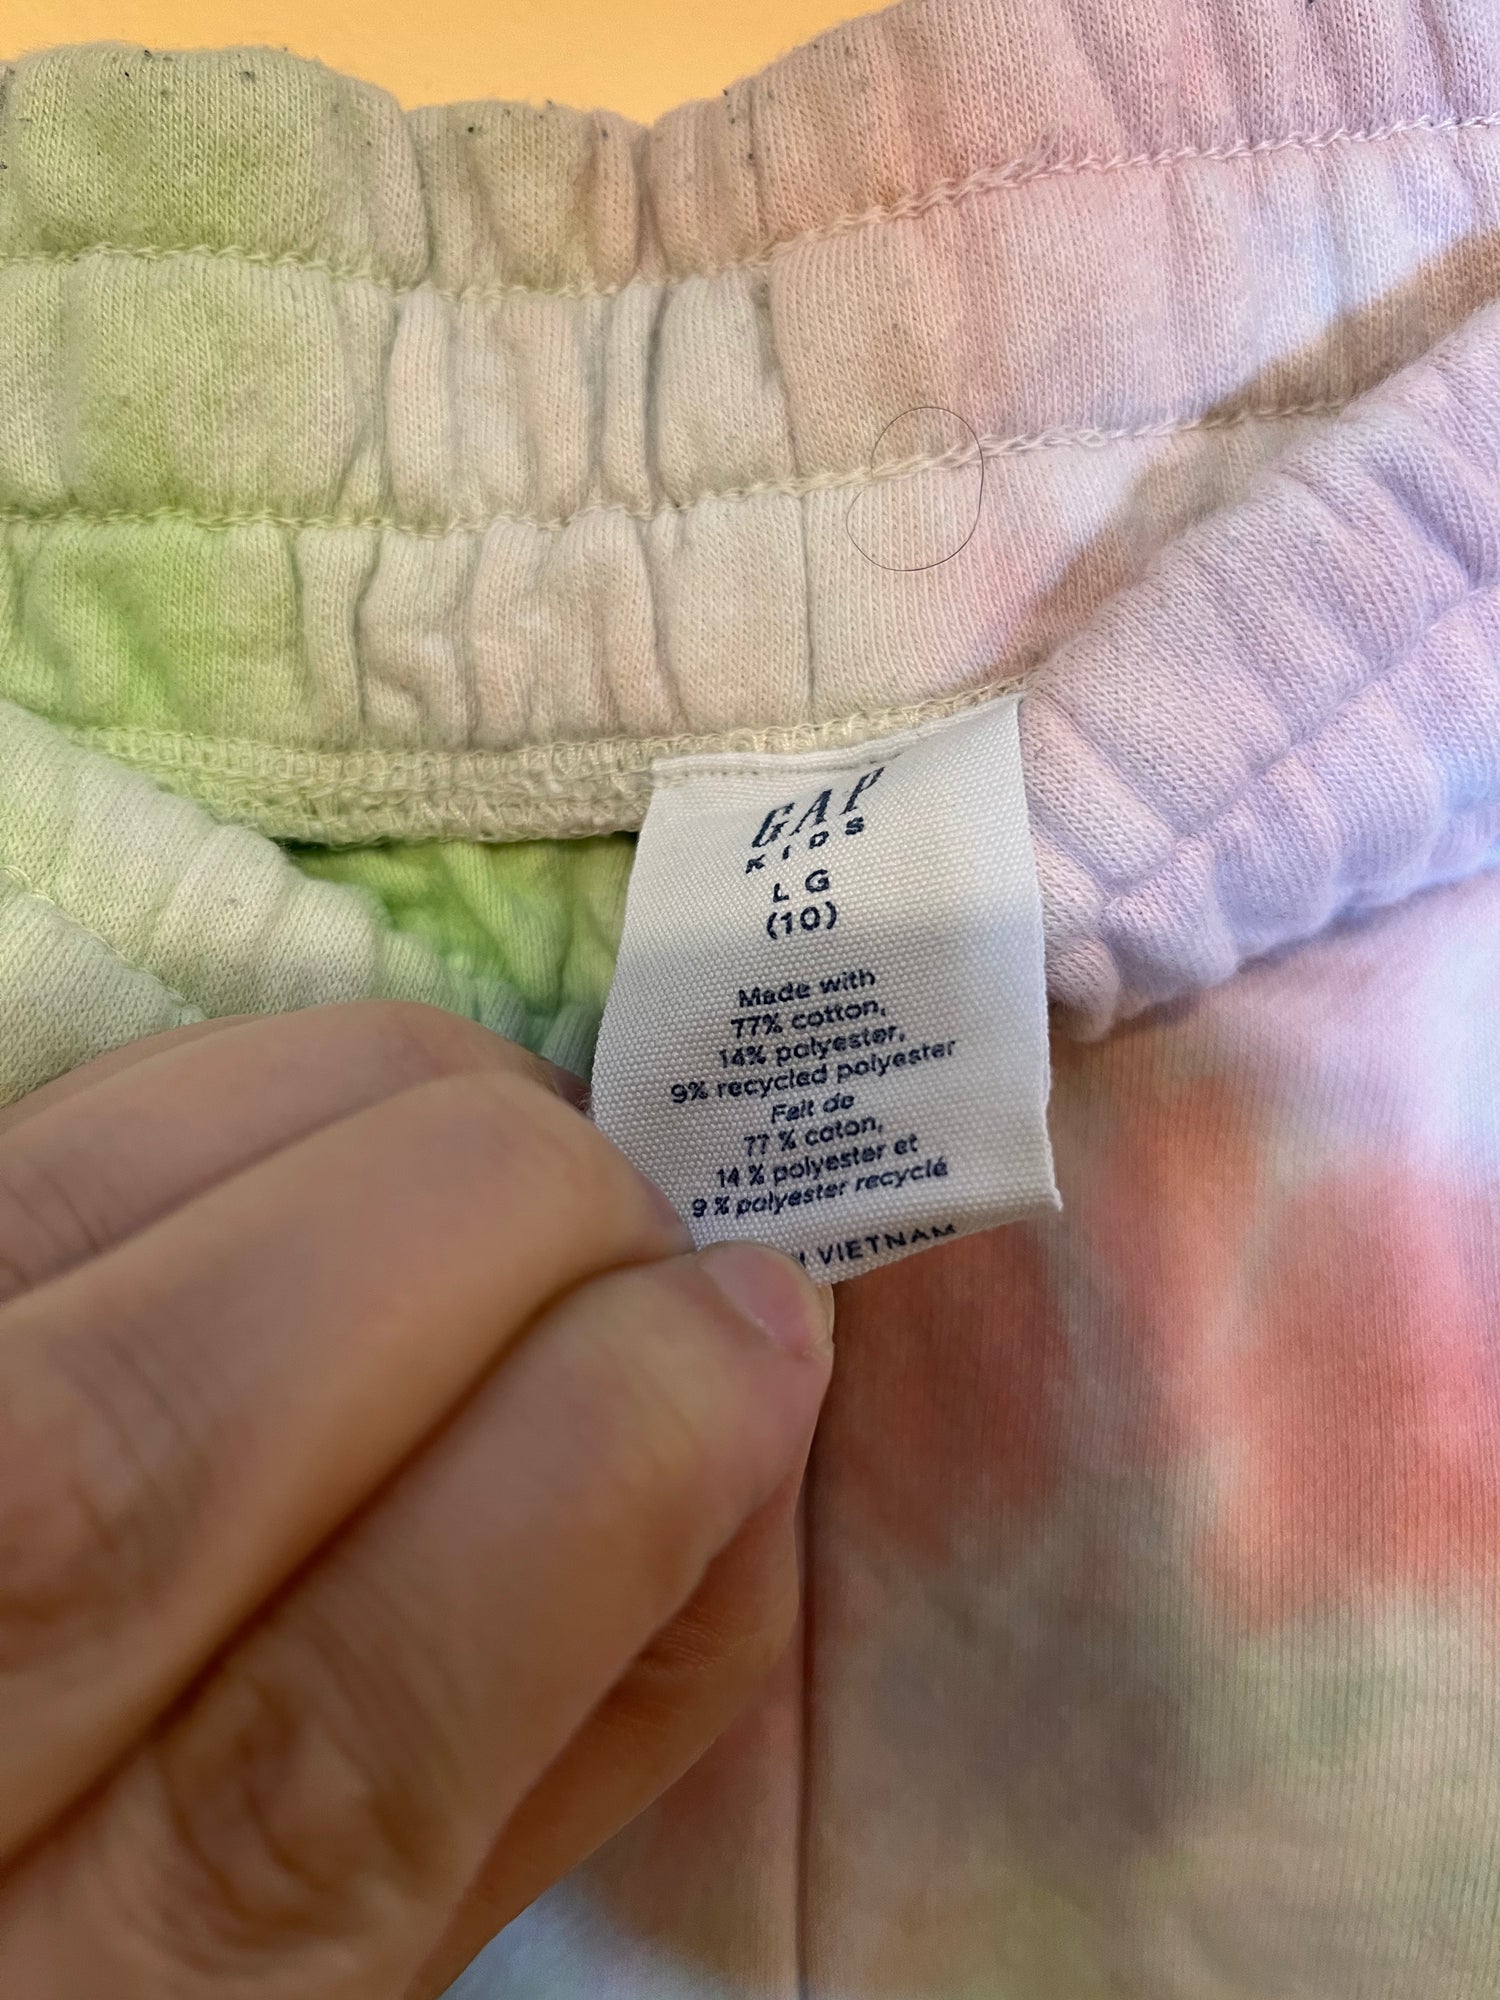 GAP
KIDS
LG
(10)
Made with
77% cotton,
14% polyester,
9% recycled polyester
Fait de
77 % coton,
14 % polyester et
9 % polyester recyclé
VIETNAM